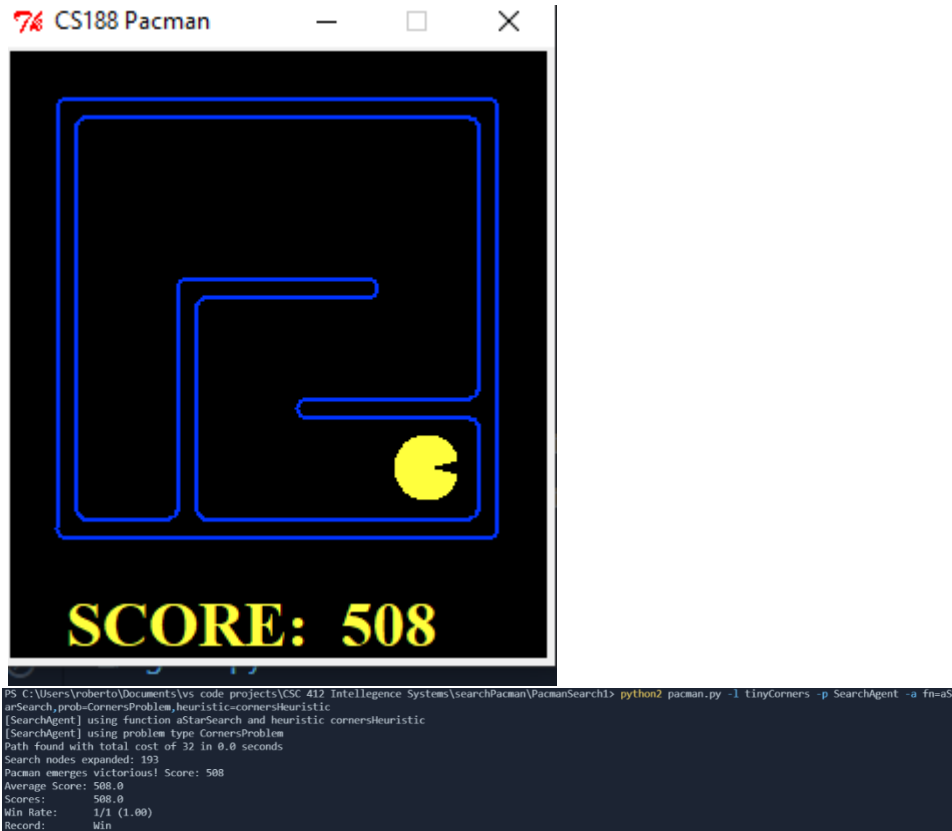 CS188 Pacman
SCORE: 508
PS C:\Users\roberto\Documents\vs code projects\CSC 412 Intellegence Systems\searchPacman\PacmanSearch1> python2 pacman.py -l tinyCorners -p SearchAgent -a fn=aSt
arSearch,prob=CornersProblem,heuristic=cornersHeuristic
[SearchAgent] using function aStarSearch and heuristic cornersHeuristic
[SearchAgent] using problem type CornersProblem
Path found with total cost of 32 in 0.0 seconds
Search nodes expanded: 193
Pacman emerges victorious! Score: 508
Average Score: 508.0
Scores: 508.0
Win Rate: 1/1 (1.00)
Record: Win